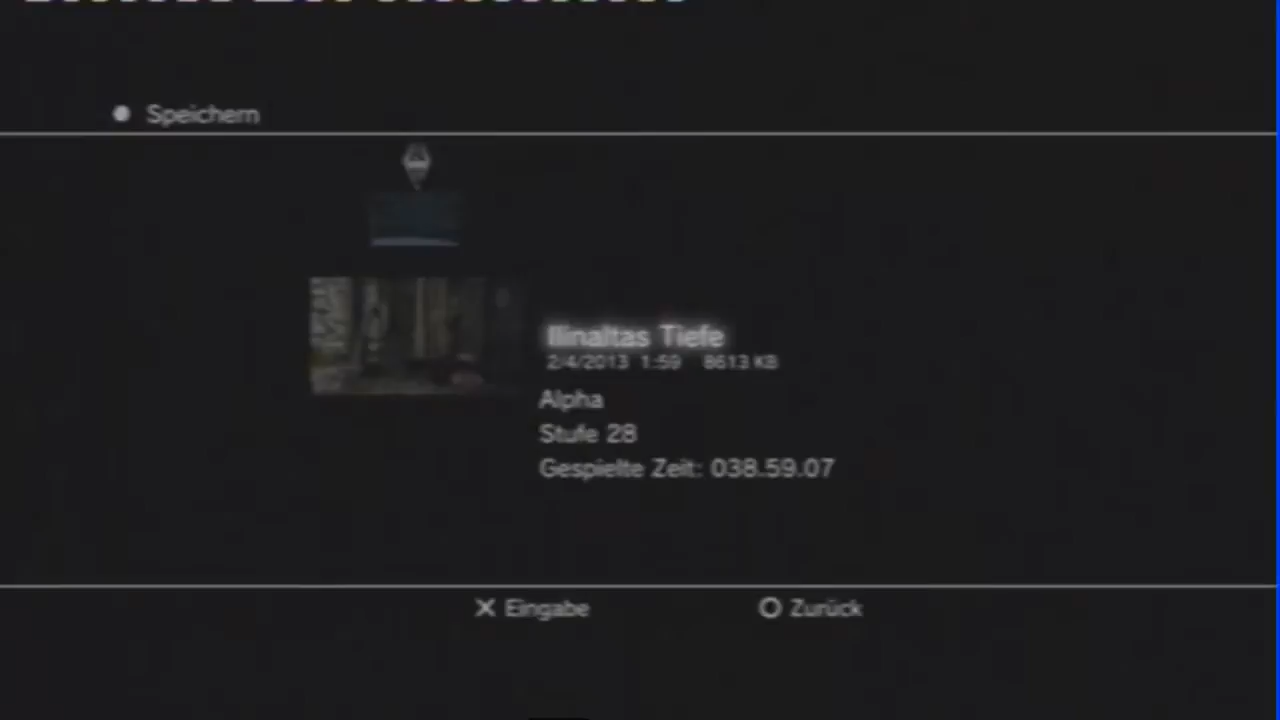 Speichern
Illinaltas Tiefe
2/4/2013 1:59 8613 KB
Alpha
Stufe 28
Gespielte Zeit: 038.59.07
X Eingabe O Zurück